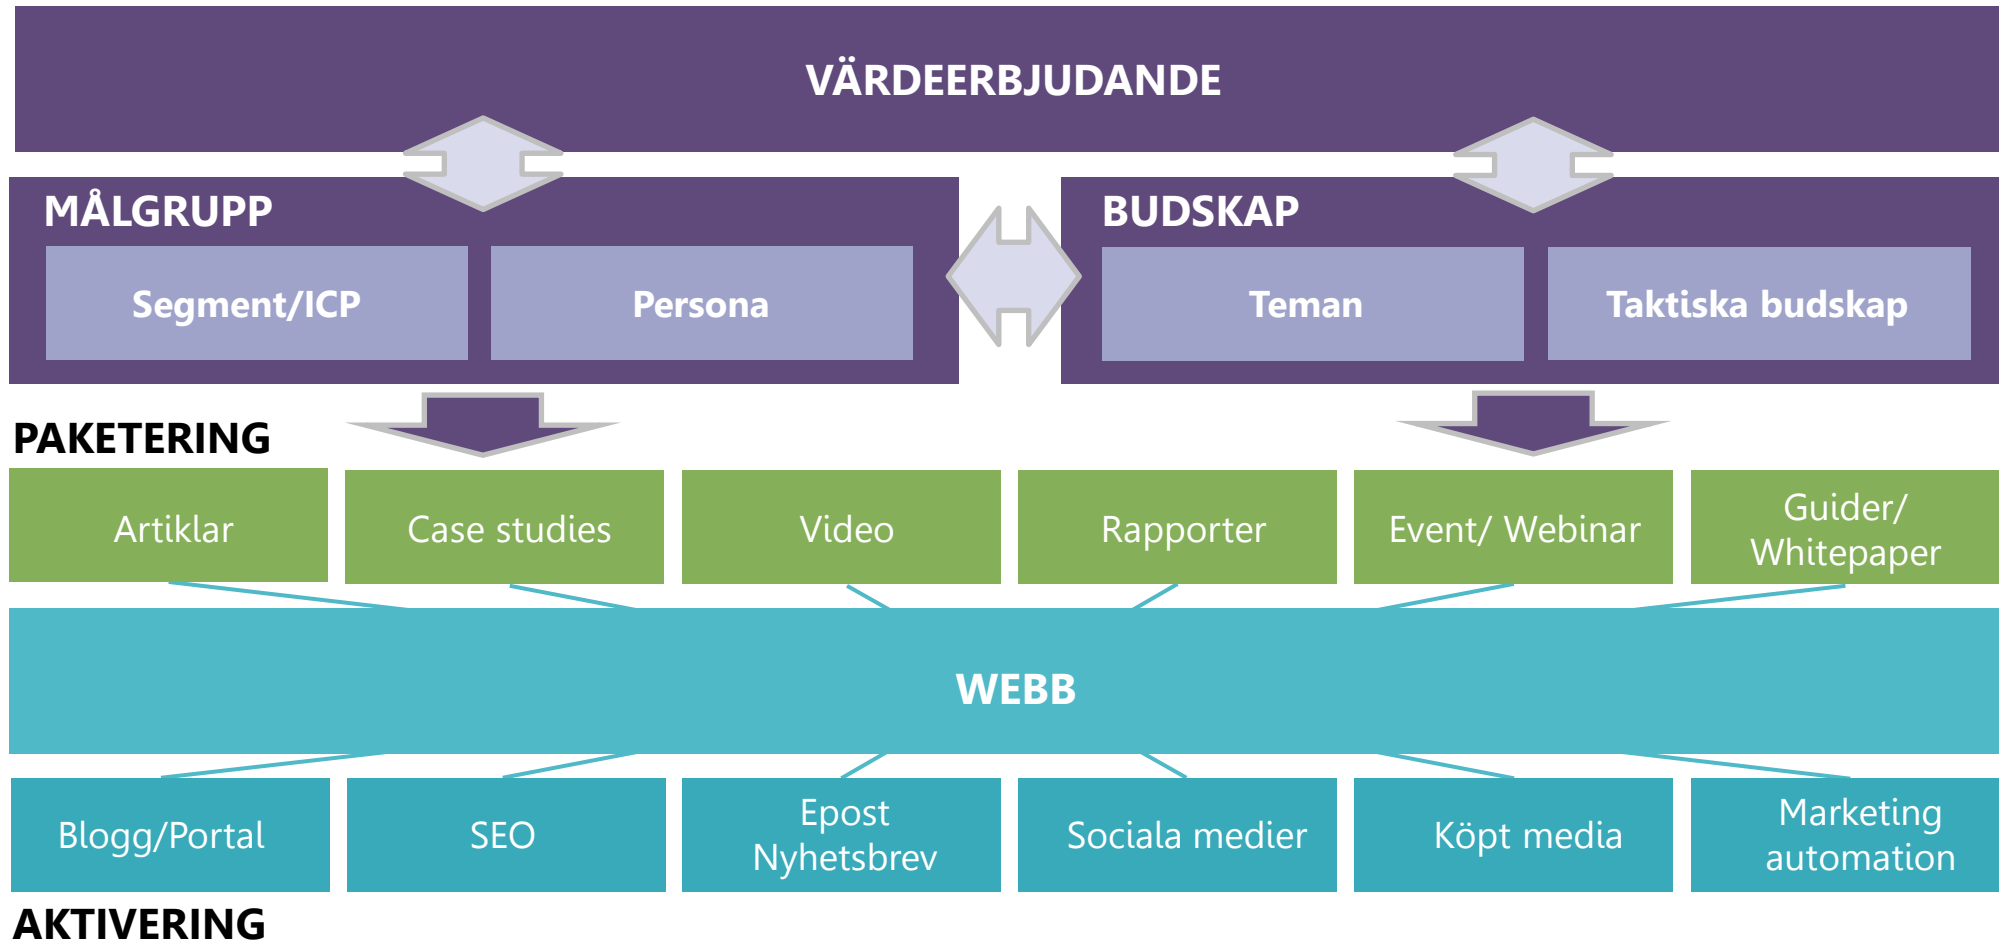 VÄRDEERBJUDANDE
MÅLGRUPP
Segment/ICP
Persona
BUDSKAP
Teman
Taktiska budskap
PAKETERING
Artiklar
Case studies
Video
Rapporter
Event/ Webinar
Guider/
Whitepaper
WEBB
Blogg/Portal
SEO
Epost
Nyhetsbrev
Sociala medier
Köpt media
Marketing
automation
AKTIVERING